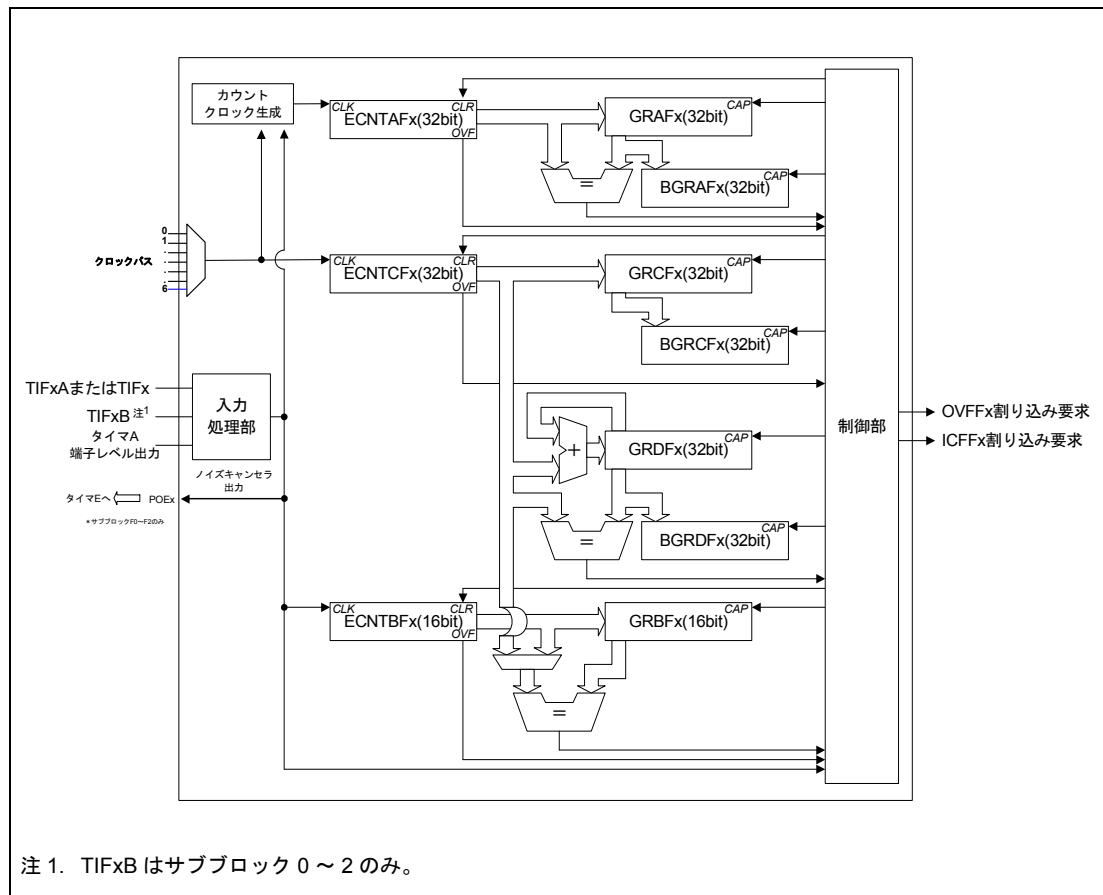 カウント
クロック生成
CLK
CLR
ECNTAFx(32bit)
OVF
CAP
GRAFx(32bit)
=
CAP
BGRAFx(32bit)
0
1
.
.
.
.
6
クロックバス
CLK
CLR
ECNTCFx(32bit)
OVF
CAP
GRCFx(32bit)
CAP
BGRCFx(32bit)
TIFxAまたはTIFx
TIFxB 注1
タイマA
端子レベル出力
入力
処理部
ノイズキャンセラ
出力
タイマEへ
POEx
*サブブロックF0~F2のみ
+
CAP
GRDFx(32bit)
=
CAP
BGRDFx(32bit)
制御部
OVFFx割り込み要求
ICFFx割り込み要求
CLK
CLR
ECNTBFx(16bit)
OVF
CAP
GRBFx(16bit)
=
注 1. TIFxB はサブブロック 0 ~ 2 のみ。